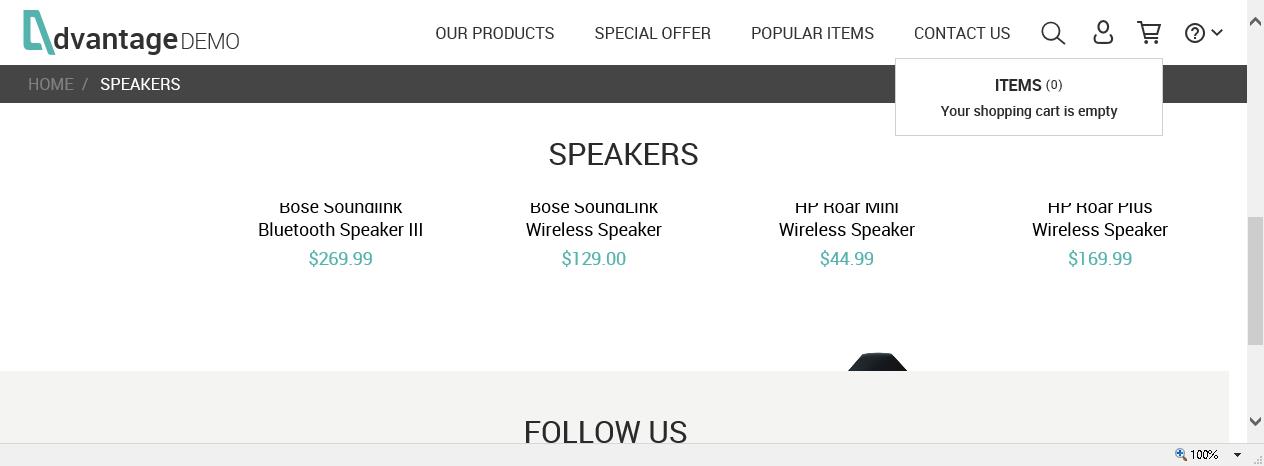 dvantage DEMO
OUR PRODUCTS SPECIAL OFFER POPULAR ITEMS CONTACT US
HOME / SPEAKERS
ITEMS (0)
Your shopping cart is empty
SPEAKERS
Bose Soundlink
Bluetooth Speaker III
$269.99
Bose SoundLink
Wireless Speaker
$129.00
HP Roar Mini
Wireless Speaker
$44.99
HP Roar Plus
Wireless Speaker
$169.99
FOLLOW US
100%